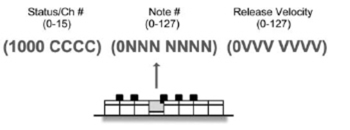 Status/Ch # Note # Release Velocity
(0-15) (0-127) (0-127)
(1000 CCCC) (0NNN NNNN) (0VVV VVVV)